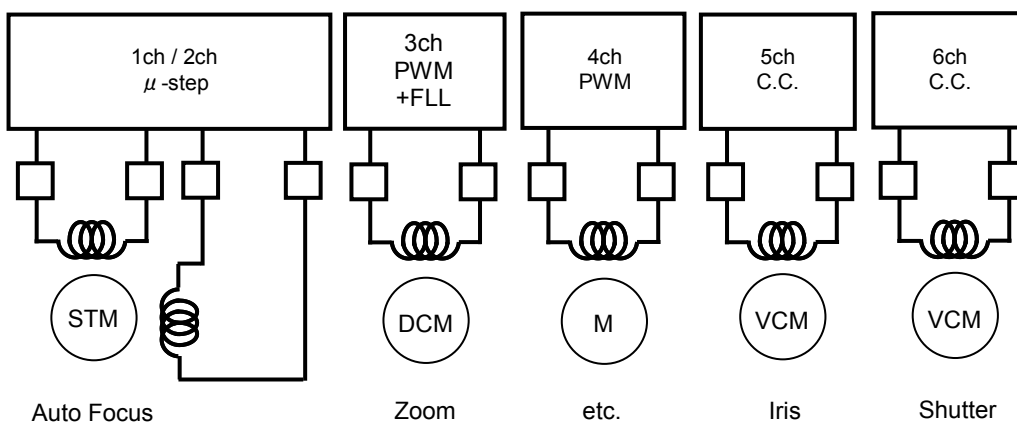 1ch / 2ch
μ-step
3ch
PWM
+FLL
4ch
PWM
5ch
C.C.
6ch
C.C.
STM
DCM
M
VCM
VCM
Auto Focus
Zoom
etc.
Iris
Shutter